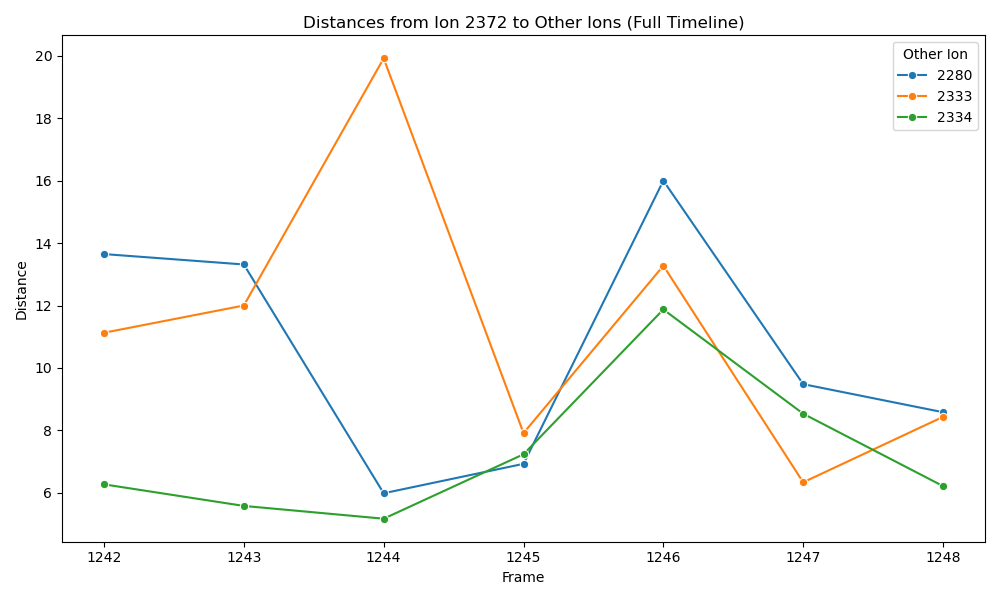 Distances from Ion 2372 to Other Ions (Full Timeline)
Other Ion
2280
2333
2334
Distance
20
18
16
14
12
10
8
6
1242 1243 1244 1245 1246 1247 1248
Frame